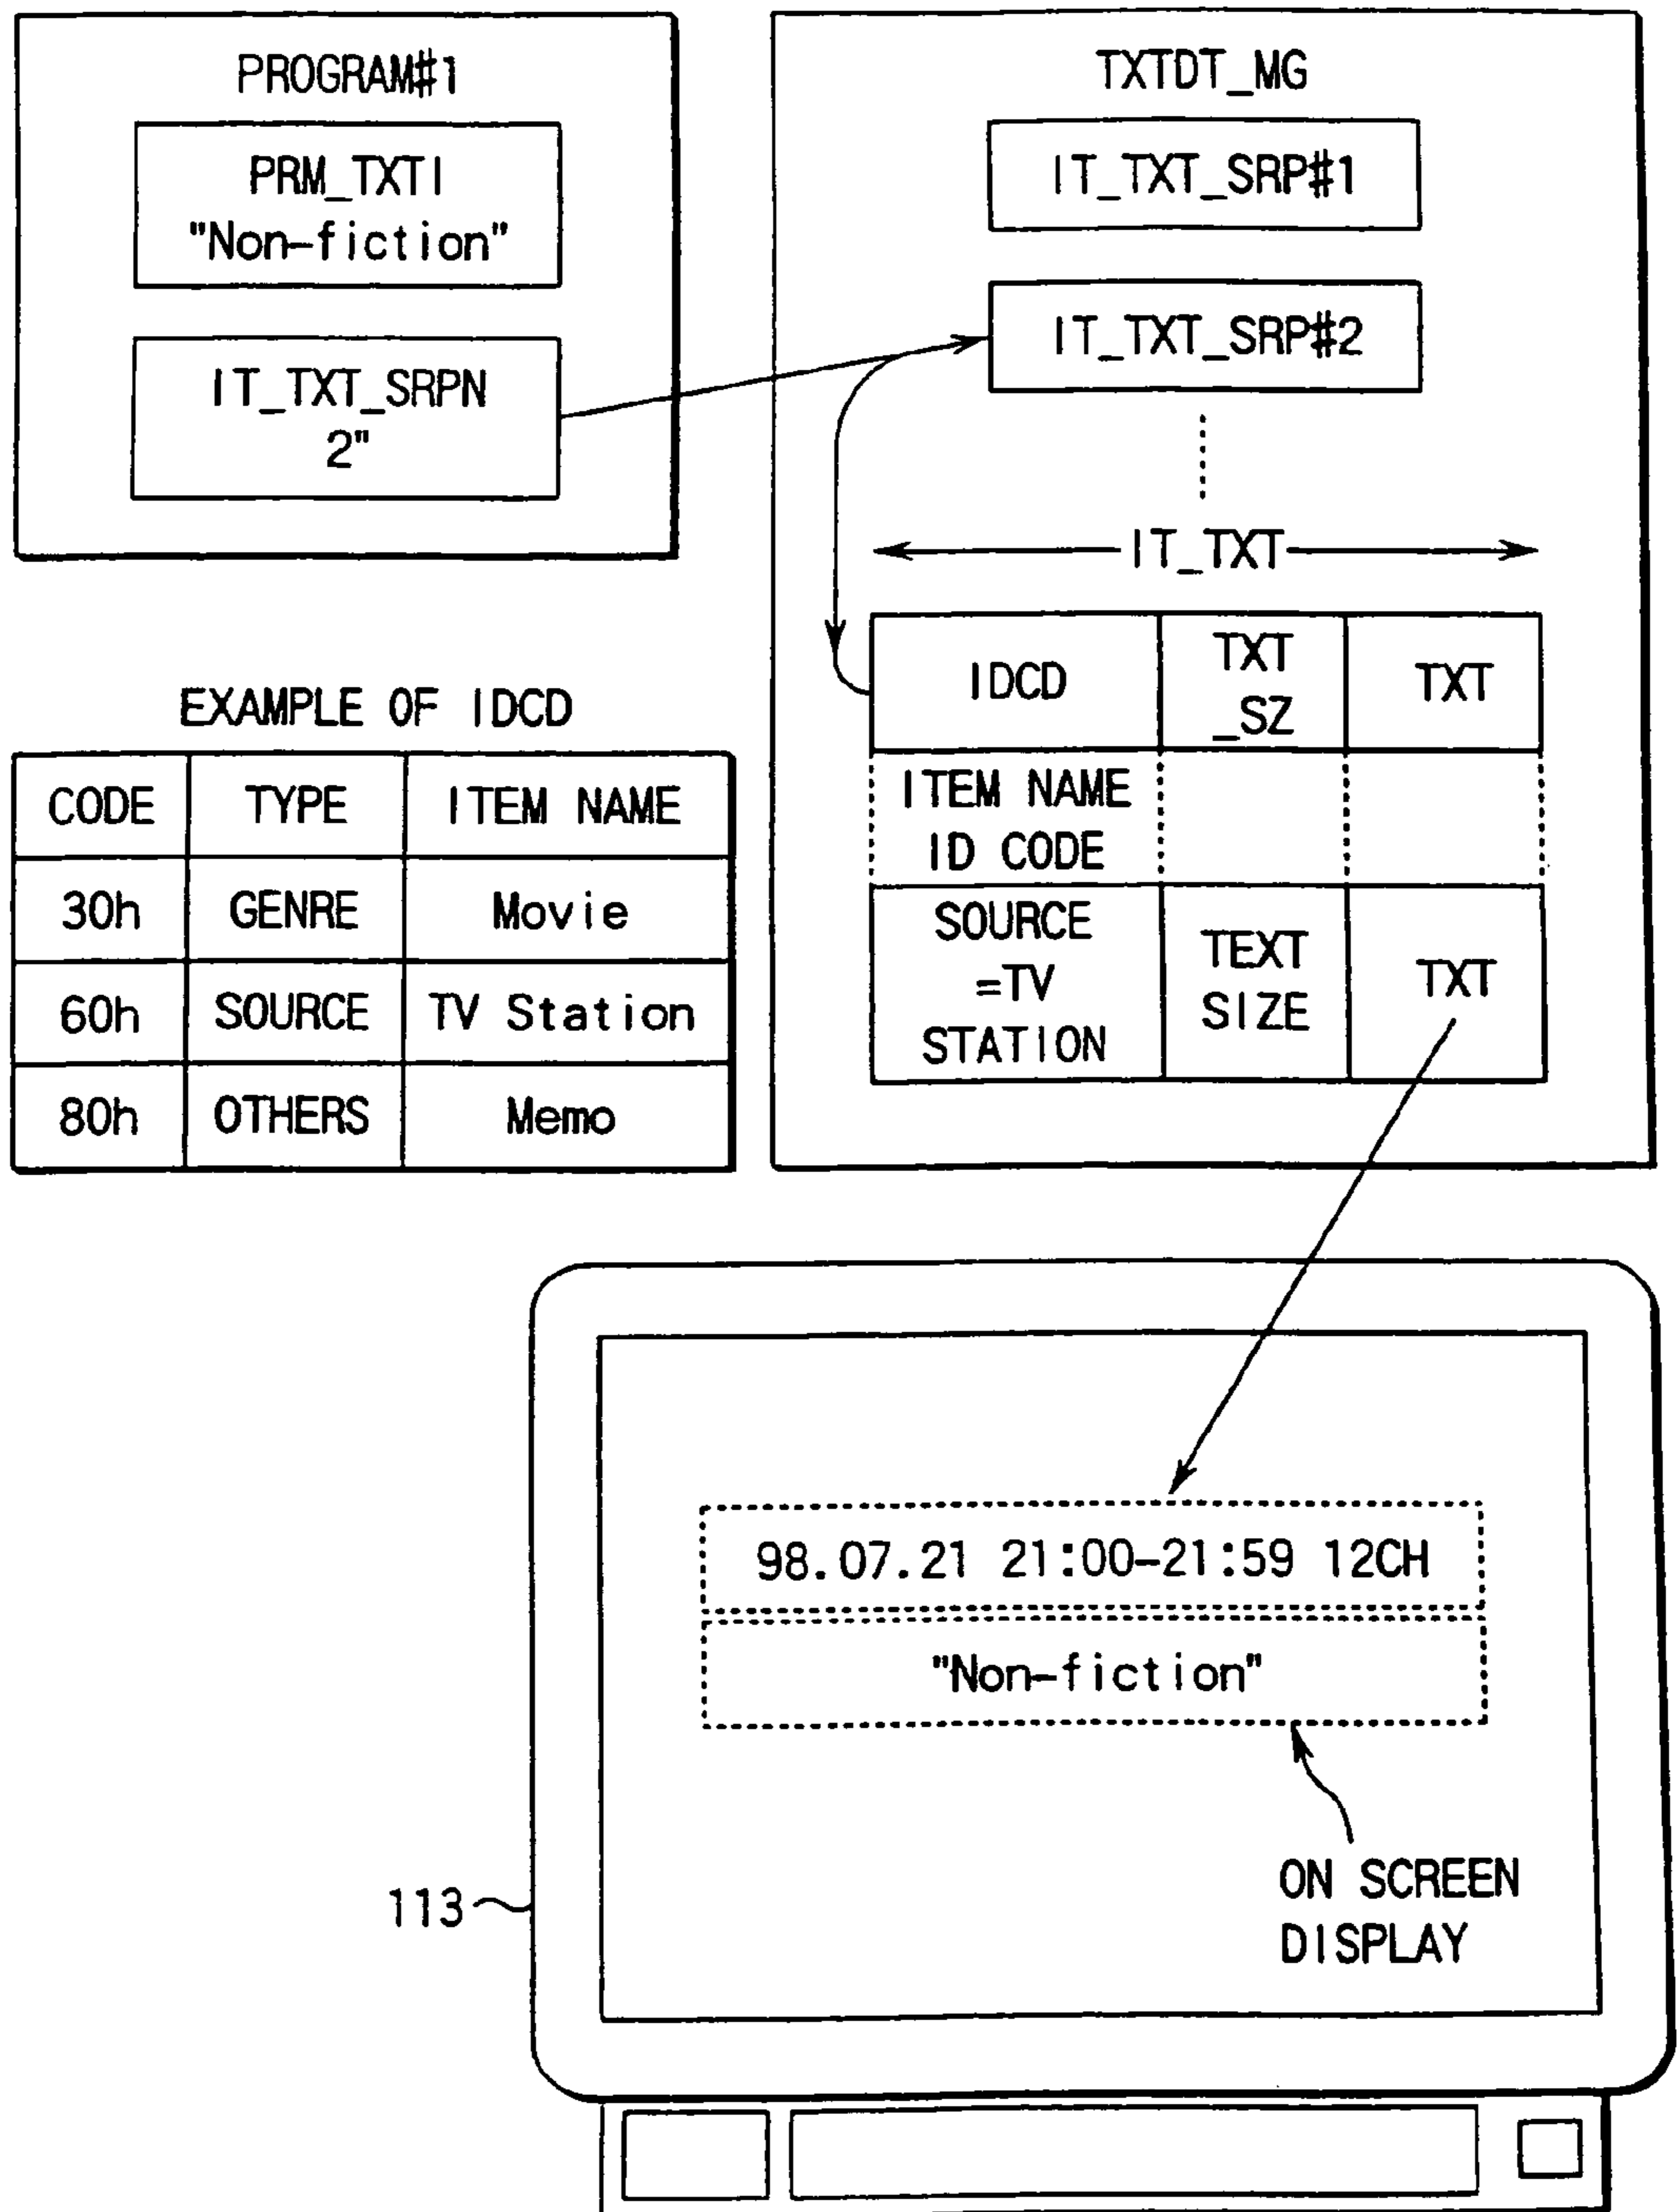 PROGRAM#1
PRM_TXTI
"Non-fiction"
IT_TXT_SRPN
2"
TXTDT_MG
IT_TXT_SRP#1
IT_TXT_SRP#2
IT_TXT
IDCD
TXT
_SZ
TXT
ITEM NAME
ID CODE
SOURCE
=TV
STATION
TEXT
SIZE
TXT
EXAMPLE OF IDCD
CODE TYPE ITEM NAME
30h GENRE Movie
60h SOURCE TV Station
80h OTHERS Memo
98.07.21 21:00-21:59 12CH
"Non-fiction"
ON SCREEN
DISPLAY
113